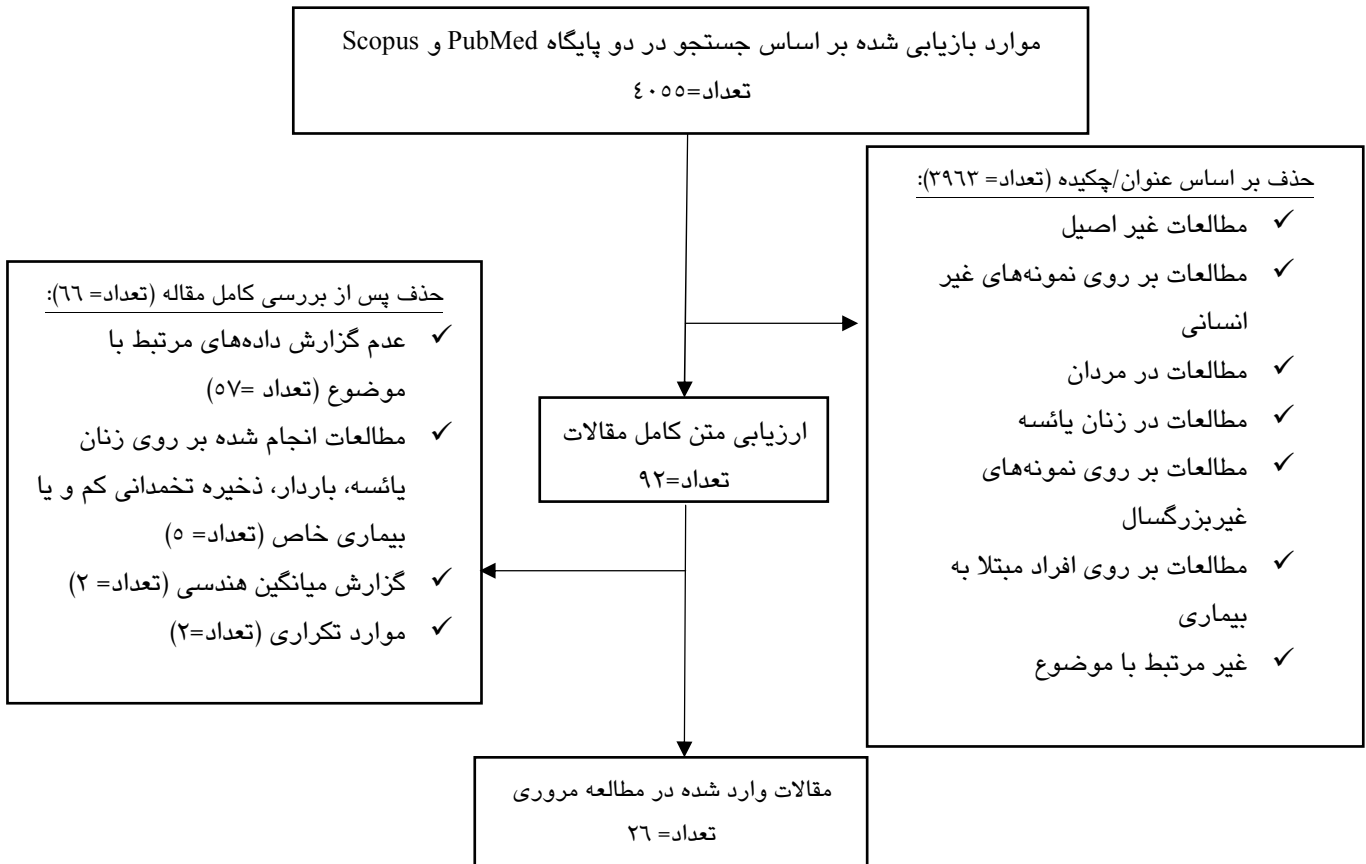 موارد بازیابی شده بر اساس جستجو در دو پایگاه PubMed و Scopus
تعداد=٤٠٥٥
حذف بر اساس عنوان/چکیده (تعداد= ٣٩٦٣):
✓ مطالعات غیر اصیل
✓ مطالعات بر روی نمونه‌های غیر
انسانی
✓ مطالعات در مردان
✓ مطالعات در زنان یائسه
✓ مطالعات بر روی نمونه‌های
غیربزرگسال
✓ مطالعات بر روی افراد مبتلا به
بیماری
✓ غیر مرتبط با موضوع
ارزیابی متن کامل مقالات
تعداد=٩٢
حذف پس از بررسی کامل مقاله (تعداد= ٦٦):
✓ عدم گزارش داده‌های مرتبط با
موضوع (تعداد =٥٧)
✓ مطالعات انجام شده بر روی زنان
یائسه، باردار، ذخیره تخمدانی کم و یا
بیماری خاص (تعداد= ٥)
✓ گزارش میانگین هندسی (تعداد= ٢)
✓ موارد تکراری (تعداد=٢)
مقالات وارد شده در مطالعه مروری
تعداد= ٢٦